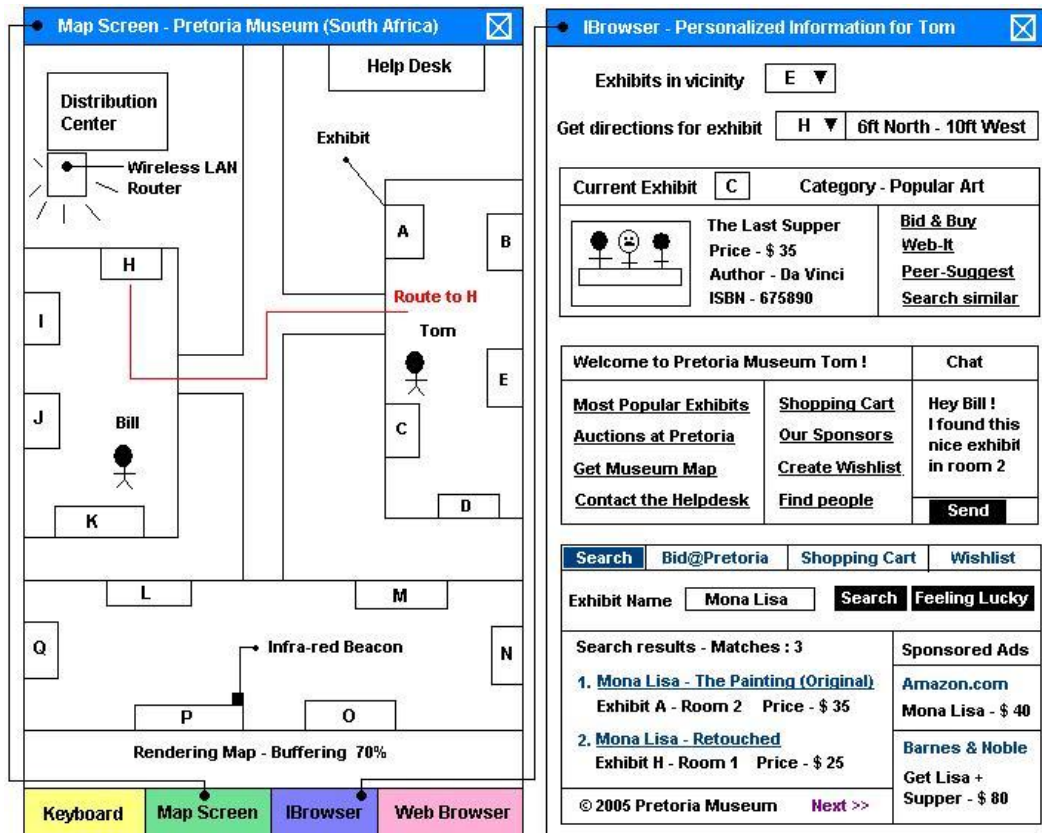 Map Screen - Pretoria Museum (South Africa)
Help Desk
Distribution
Center
Exhibit
Wireless LAN
Router
A
B
H
Route to H
I
Tom
E
J
Bill
C
D
K
L
M
Q
Infra-red Beacon
N
P
O
Rendering Map - Buffering 70%
Keyboard
Map Screen
IBrowser
Web Browser
IBrowser - Personalized Information for Tom
Exhibits in vicinity E ▼
Get directions for exhibit H ▼ 6ft North - 10ft West
Current Exhibit C Category - Popular Art
The Last Supper
Price - $ 35
Author - Da Vinci
ISBN - 675890
Bid & Buy
Web-It
Peer-Suggest
Search similar
Welcome to Pretoria Museum Tom !
Most Popular Exhibits
Auctions at Pretoria
Get Museum Map
Contact the Helpdesk
Shopping Cart
Our Sponsors
Create Wishlist
Find people
Chat
Hey Bill !
I found this
nice exhibit
in room 2
Send
Search Bid@Pretoria Shopping Cart Wishlist
Exhibit Name Mona Lisa Search Feeling Lucky
Search results - Matches : 3
1. Mona Lisa - The Painting (Original)
Exhibit A - Room 2 Price - $ 35
2. Mona Lisa - Retouched
Exhibit H - Room 1 Price - $ 25
© 2005 Pretoria Museum Next >>
Sponsored Ads
Amazon.com
Mona Lisa - $ 40
Barnes & Noble
Get Lisa +
Supper - $ 80